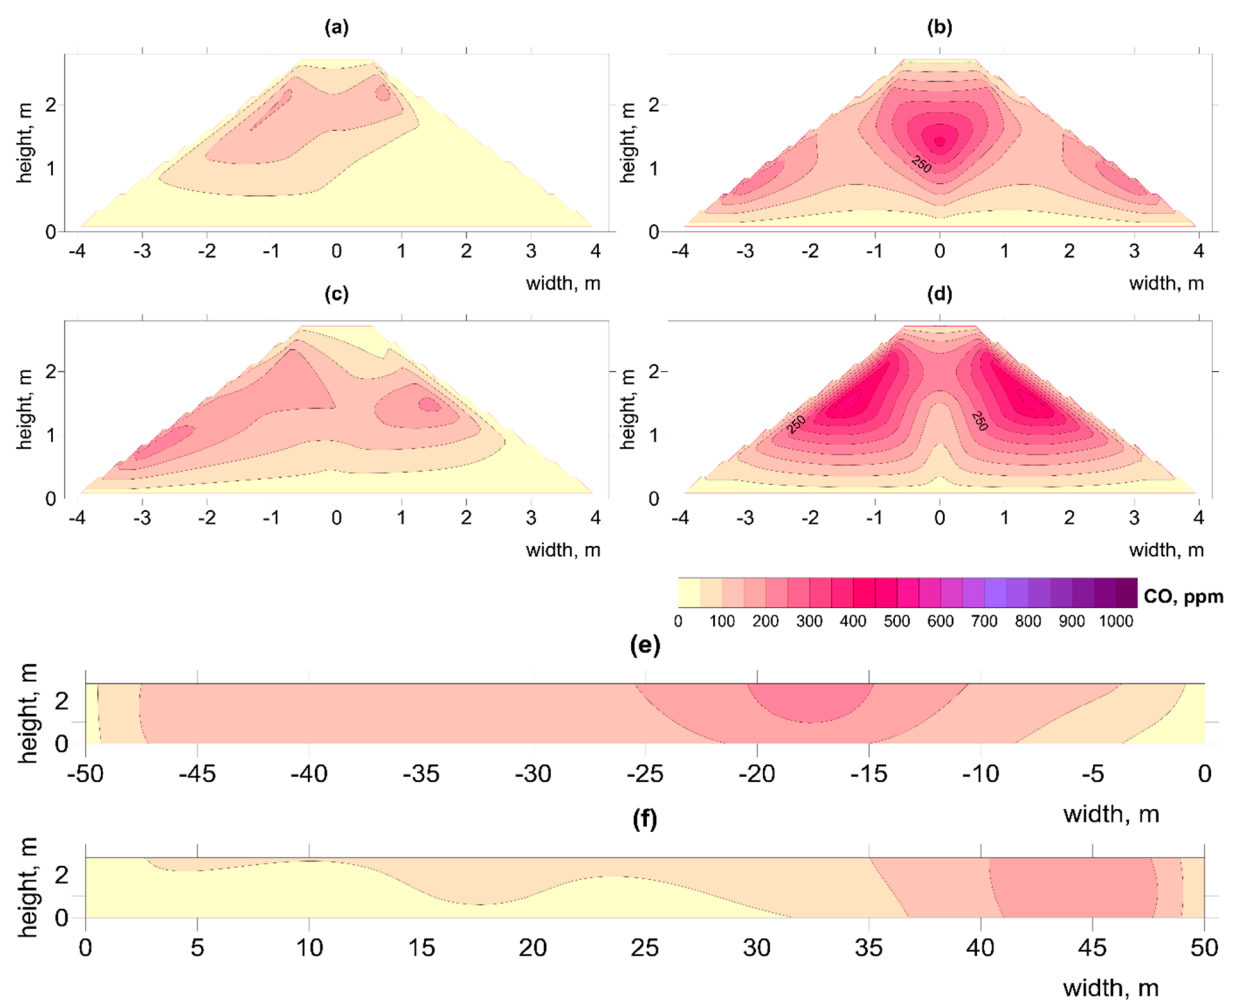 (a) (b)
height, m 2 1 0 height, m 2 1 0
-4 -3 -2 -1 0 1 2 3 4 -4 -3 -2 -1 0 1 2 3 4
250
width, m width, m
(c) (d)
height, m 2 1 0 height, m 2 1 0
250 250
-4 -3 -2 -1 0 1 2 3 4 -4 -3 -2 -1 0 1 2 3 4
width, m width, m
CO, ppm
0 100 200 300 400 500 600 700 800 900 1000
(e)
height, m 2 0
-50 -45 -40 -35 -30 -25 -20 -15 -10 -5 0
width, m
(f)
height, m 2 0
0 5 10 15 20 25 30 35 40 45 50
width, m